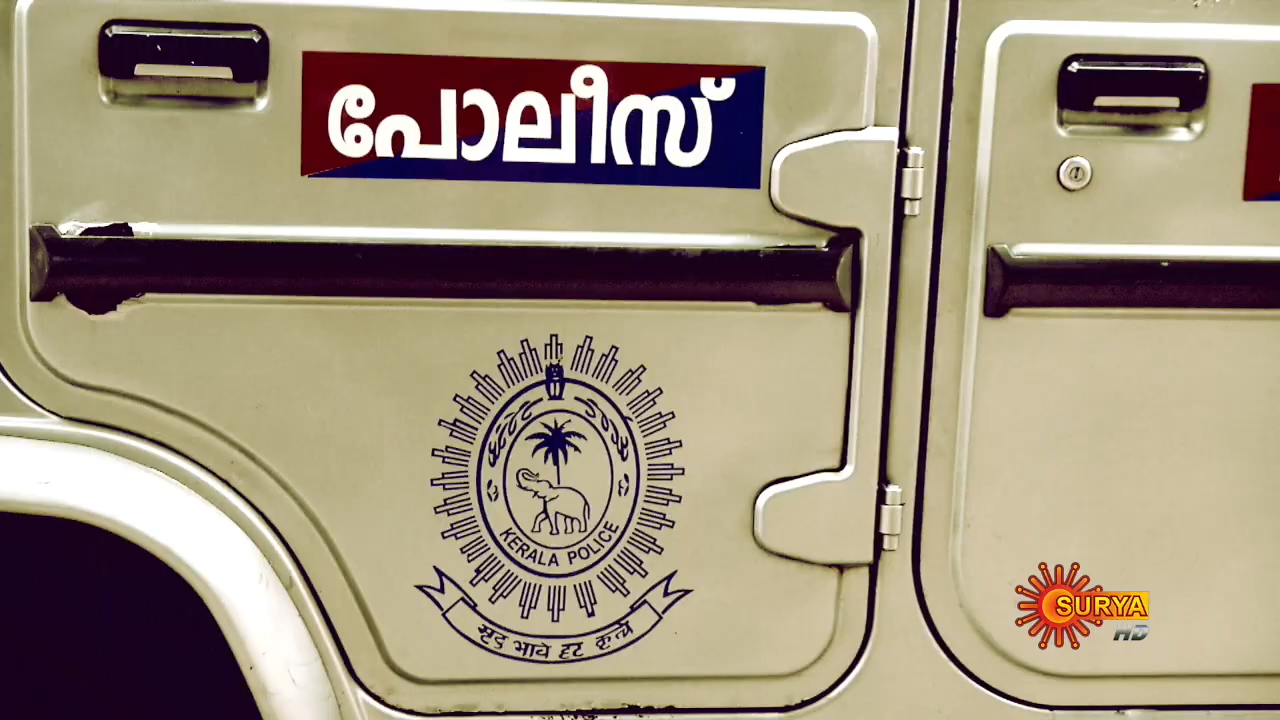 പോലീസ്
KERALA POLICE
मृदु भावे दृढ कृत्ये
SURYA
HD